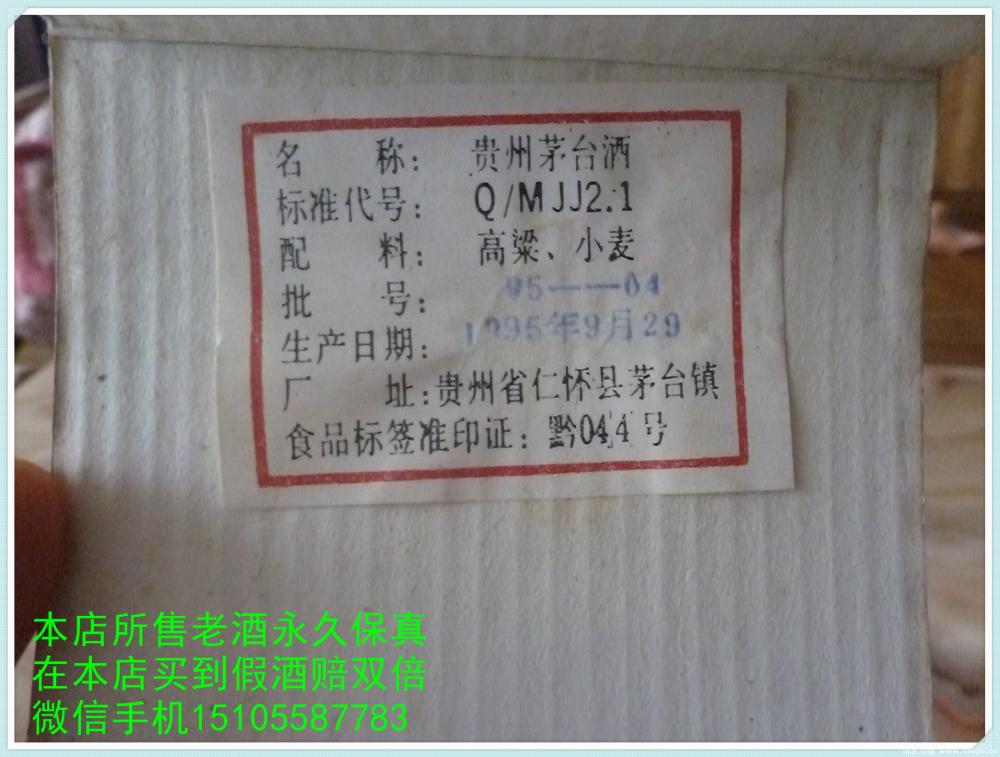 名　　称：贵州茅台酒
标准代号：Q/MJJ2.1
配　　料：高粱、小麦
批　　号：95——04
生产日期：1995年9月29
厂　　址：贵州省仁怀县茅台镇
食品标签准印证：黔044号
本店所售老酒永久保真
在本店买到假酒赔双倍
微信手机15105587783